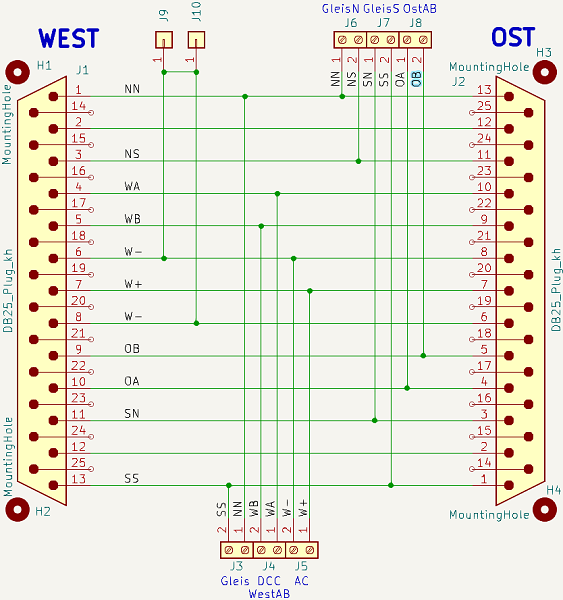 GleisN GleisS OstAB
J9 J10 J6 J7 J8
WEST OST
1 1 1 2 1 2 1 2
NN NS SN SS OA OB
H1 J1 MountingHole H3
MountingHole J2
1 NN 13
14 25
2 12
15 24
3 NS 11
16 23
4 WA 10
17 22
5 WB 9
18 21
6 W- 8
19 20
7 W+ 7
20 19
8 W- 6
21 18
9 OB 5
22 17
10 OA 4
23 16
11 SN 3
24 15
12 2
25 14
13 SS 1
DB25_Plug_kh DB25_Plug_kh
MountingHole
H2 MountingHole H4
SS NN WB WA W- W+
2 1 2 1 2 1
J3 J4 J5
Gleis DCC AC
WestAB